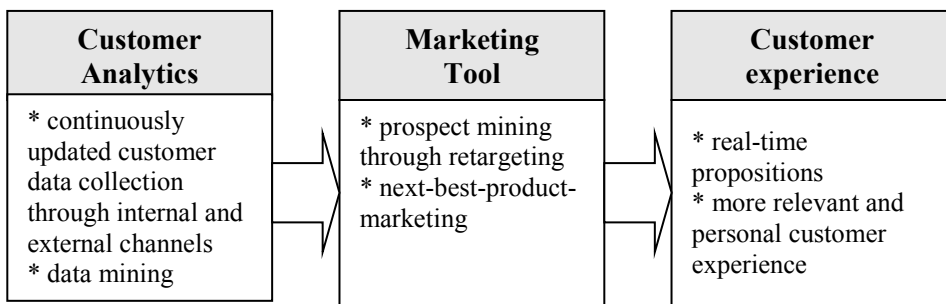 Customer
Analytics
* continuously
updated customer
data collection
through internal and
external channels
* data mining
Marketing
Tool
* prospect mining
through retargeting
* next-best-product-
marketing
Customer
experience
* real-time
propositions
* more relevant and
personal customer
experience